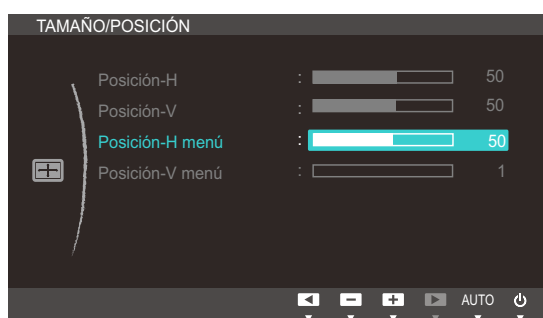 TAMAÑO/POSICIÓN
Posición-H : 50
Posición-V : 50
Posición-H menú : 50
Posición-V menú : 1
AUTO